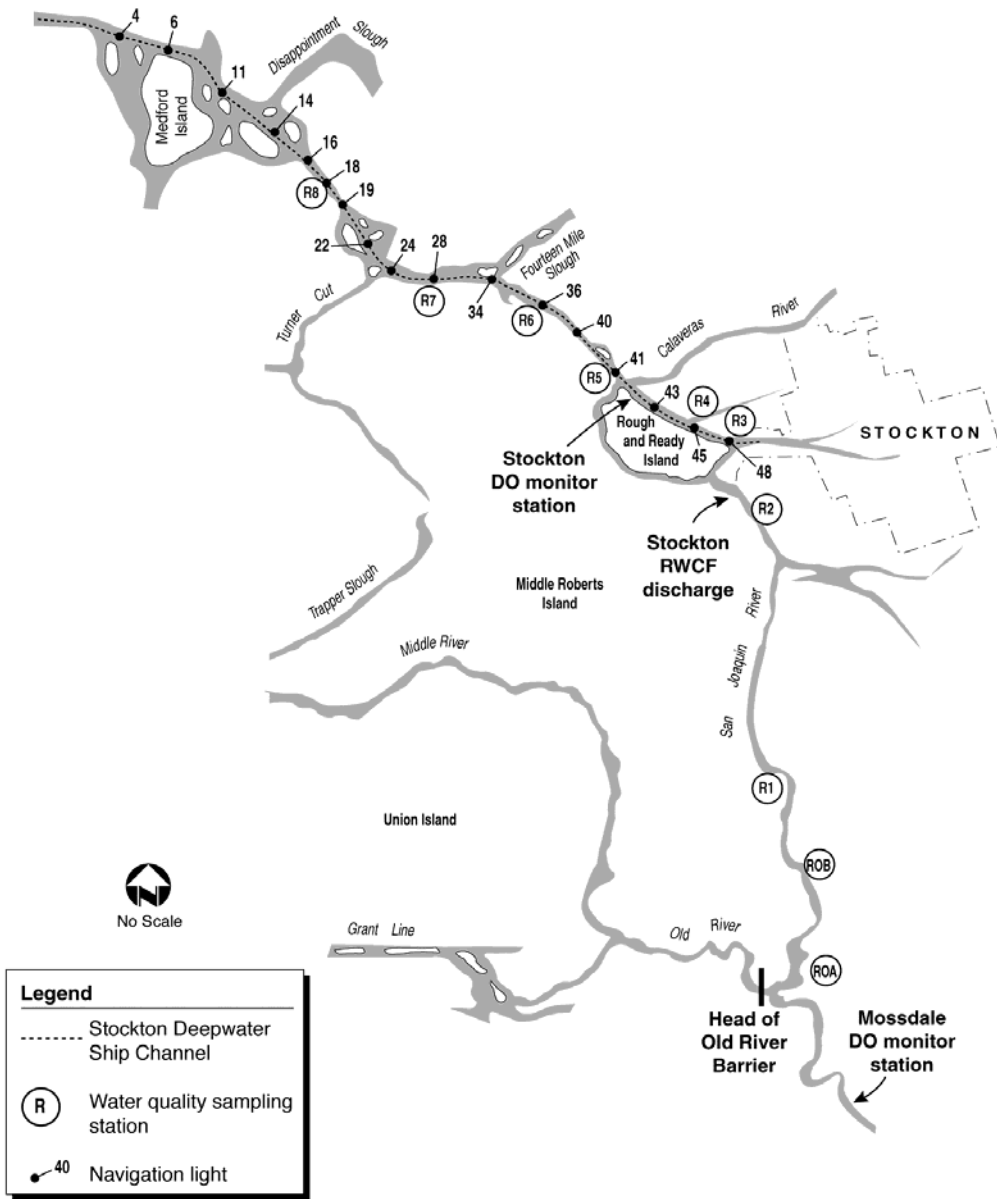 4
6
11
14
16
18
19
R8
Disappointment
Slough
Medford
Island
22
24
28
R7
34
Fourteen Mile
Slough
36
R6
40
Turner Cut
41
R5
Calaveras River
43
R4
R3
Rough
and Ready
Island
45
48
STOCKTON
Stockton
DO monitor
station
R2
Stockton
RWCF
discharge
Middle Roberts
Island
Trapper Slough
Middle River
San Joaquin River
R1
Union Island
ROB
No Scale
Grant Line
Old River
ROA
Head of
Old River
Barrier
Mossdale
DO monitor
station
Legend
Stockton Deepwater
Ship Channel
R
Water quality sampling
station
40
Navigation light